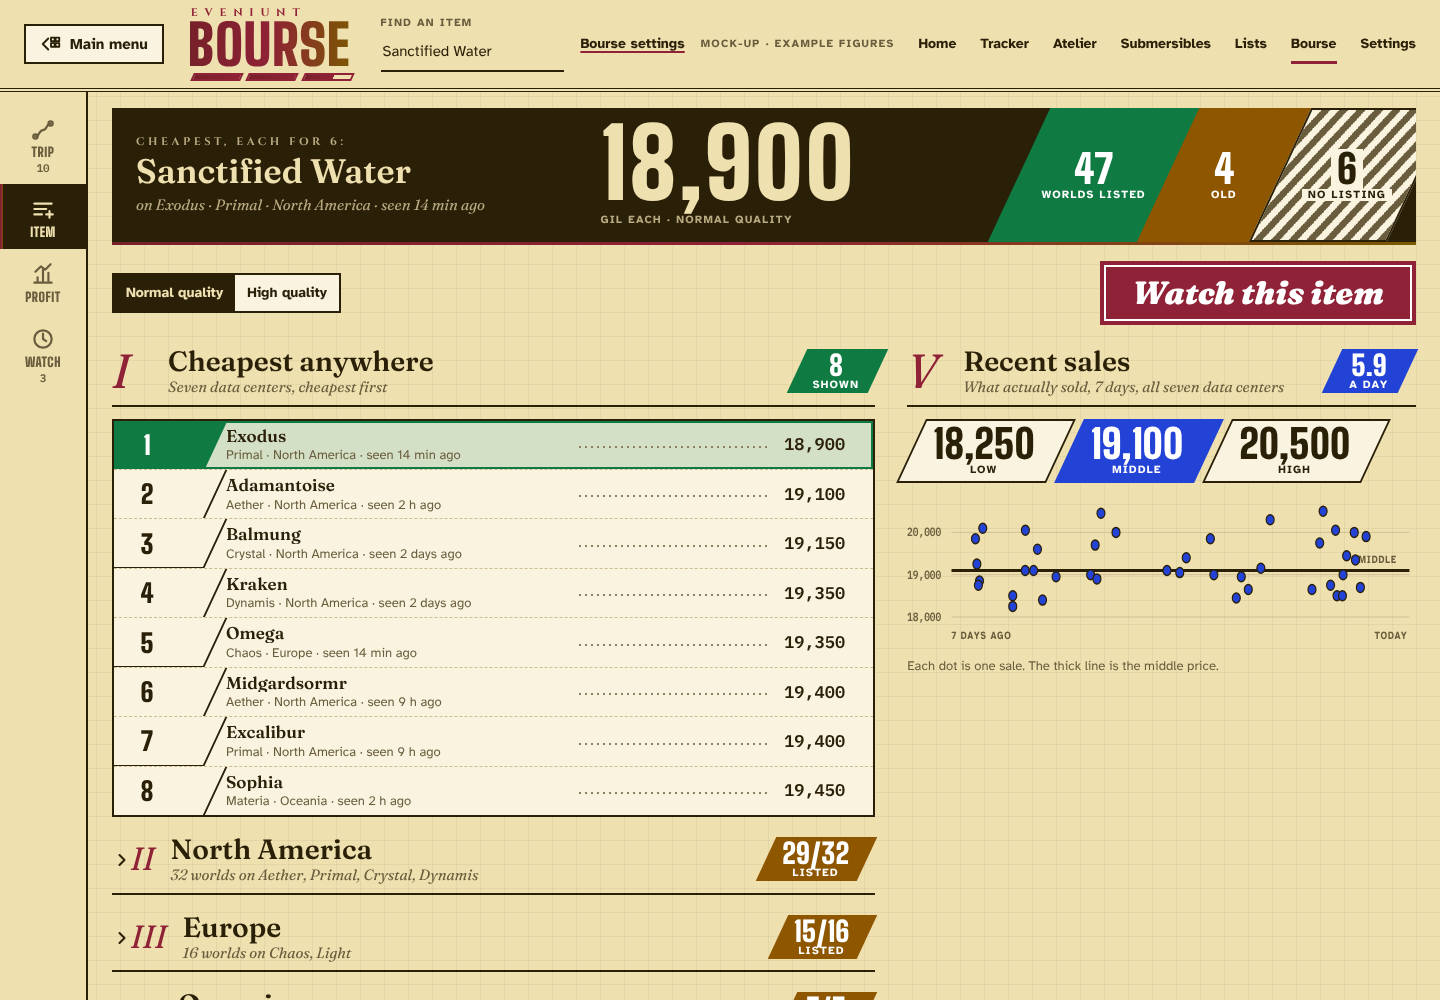 Main menu
EVENIUNT
BOURSE
FIND AN ITEM
Sanctified Water
Bourse settings
MOCK-UP · EXAMPLE FIGURES
Home
Tracker
Atelier
Submersibles
Lists
Bourse
Settings
TRIP
10
ITEM
PROFIT
WATCH
3
CHEAPEST, EACH FOR 6:
Sanctified Water
on Exodus · Primal · North America · seen 14 min ago
18,900
GIL EACH · NORMAL QUALITY
47
WORLDS LISTED
4
OLD
6
NO LISTING
Normal quality
High quality
Watch this item
I
Cheapest anywhere
Seven data centers, cheapest first
8
SHOWN
1
Exodus
Primal · North America · seen 14 min ago
18,900
2
Adamantoise
Aether · North America · seen 2 h ago
19,100
3
Balmung
Crystal · North America · seen 2 days ago
19,150
4
Kraken
Dynamis · North America · seen 2 days ago
19,350
5
Omega
Chaos · Europe · seen 14 min ago
19,350
6
Midgardsormr
Aether · North America · seen 9 h ago
19,400
7
Excalibur
Primal · North America · seen 9 h ago
19,400
8
Sophia
Materia · Oceania · seen 2 h ago
19,450
II
North America
32 worlds on Aether, Primal, Crystal, Dynamis
29/32
LISTED
III
Europe
16 worlds on Chaos, Light
15/16
LISTED
V
Recent sales
What actually sold, 7 days, all seven data centers
5.9
A DAY
18,250
LOW
19,100
MIDDLE
20,500
HIGH
20,000
19,000
18,000
MIDDLE
7 DAYS AGO
TODAY
Each dot is one sale. The thick line is the middle price.